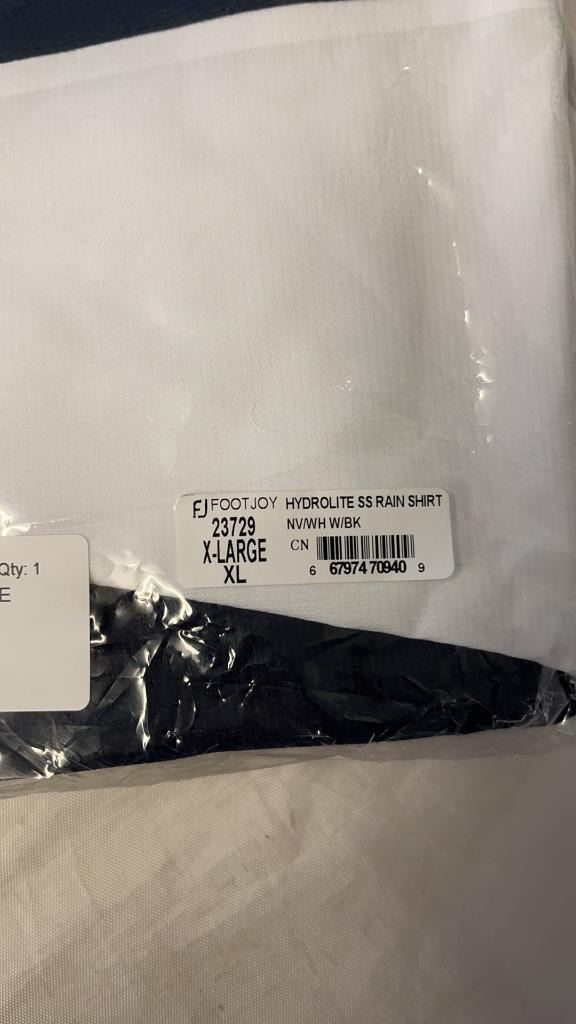 FJ FOOTJOY HYDROLITE SS RAIN SHIRT
23729 NV/WH W/BK
X-LARGE CN
XL 6 67974 70940 9
Qty: 1
E